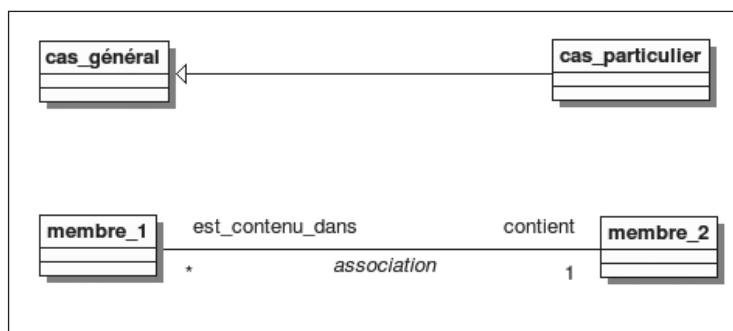 cas_général cas_particulier
membre_1 est_contenu_dans contient membre_2
* association 1